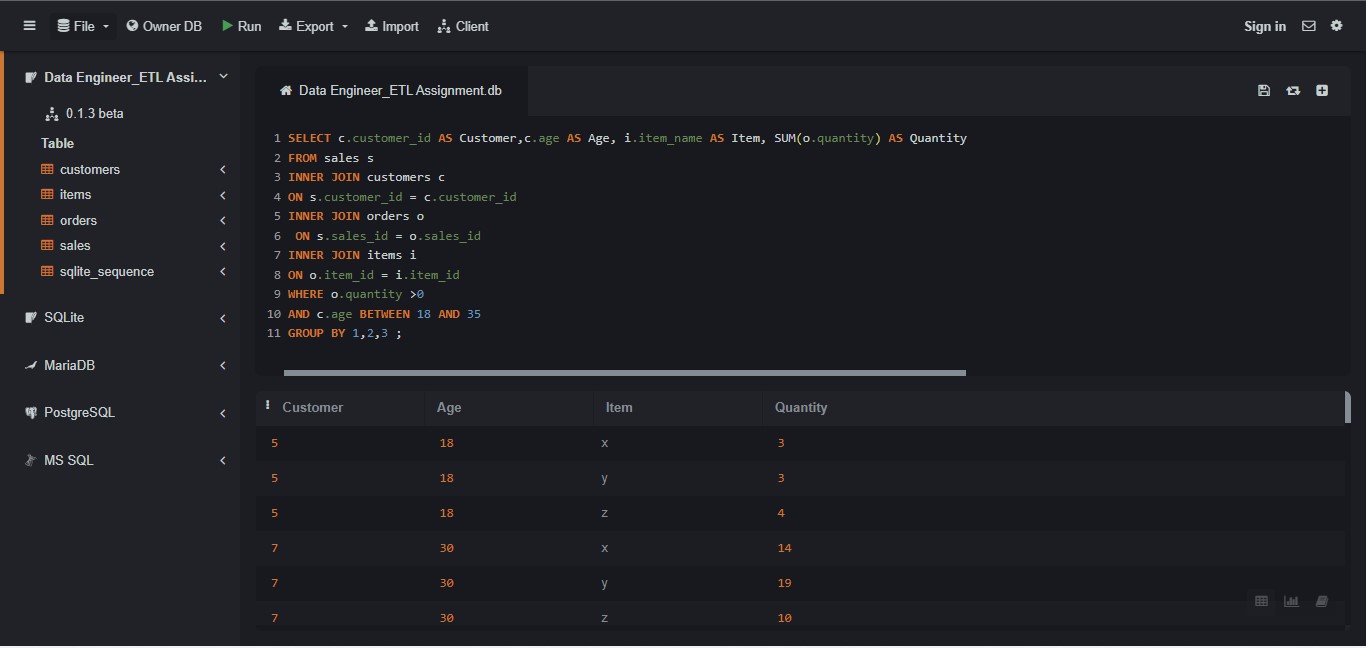 File Owner DB Run Export Import Client Sign in
Data Engineer_ETL Assi...
0.1.3 beta
Table
customers
items
orders
sales
sqlite_sequence
SQLite
MariaDB
PostgreSQL
MS SQL
Data Engineer_ETL Assignment.db
1 SELECT c.customer_id AS Customer,c.age AS Age, i.item_name AS Item, SUM(o.quantity) AS Quantity
2 FROM sales s
3 INNER JOIN customers c
4 ON s.customer_id = c.customer_id
5 INNER JOIN orders o
6 ON s.sales_id = o.sales_id
7 INNER JOIN items i
8 ON o.item_id = i.item_id
9 WHERE o.quantity >0
10 AND c.age BETWEEN 18 AND 35
11 GROUP BY 1,2,3 ;
Customer Age Item Quantity
5 18 x 3
5 18 y 3
5 18 z 4
7 30 x 14
7 30 y 19
7 30 z 10